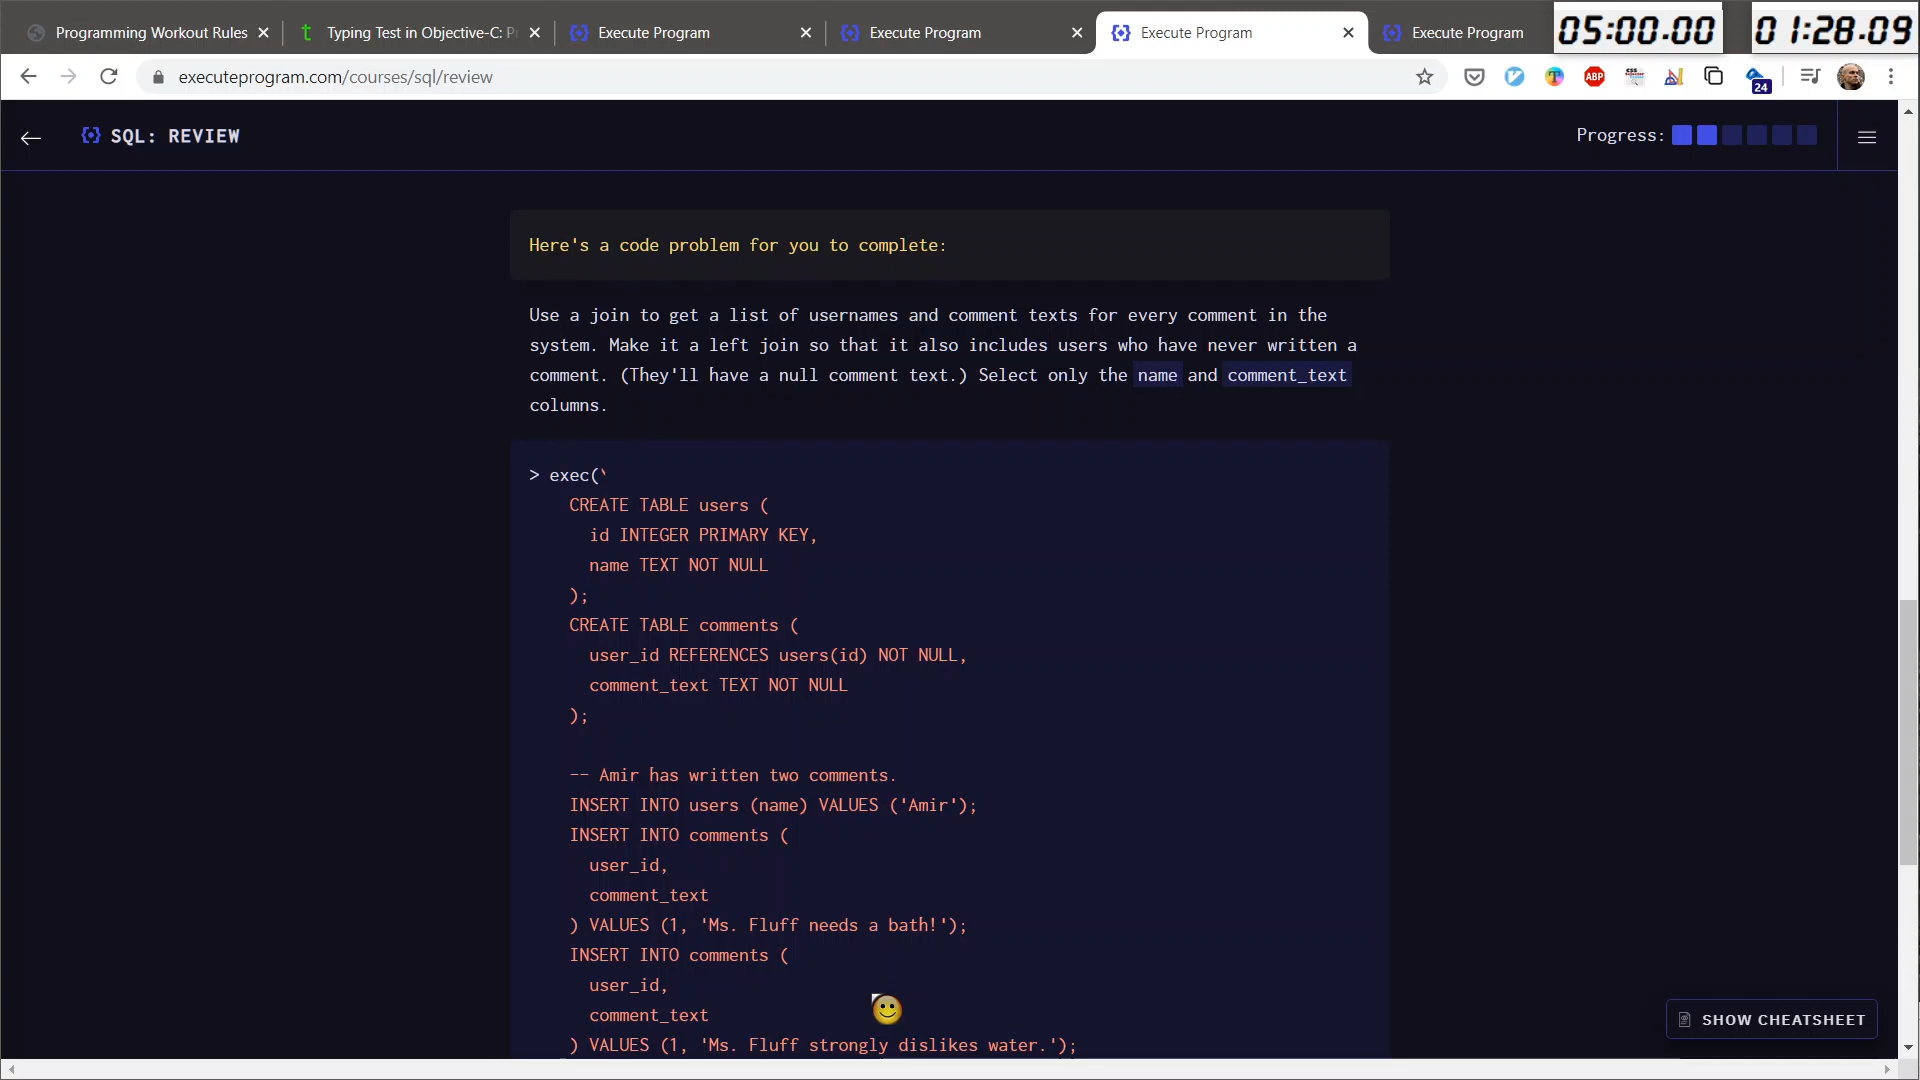 Programming Workout Rules
Typing Test in Objective-C:
Execute Program
Execute Program
Execute Program
Execute Program
05:00.00
01:28.09
executeprogram.com/courses/sql/review
ABP
24
SQL: REVIEW
Progress:
Here's a code problem for you to complete:
Use a join to get a list of usernames and comment texts for every comment in the
system. Make it a left join so that it also includes users who have never written a
comment. (They'll have a null comment text.) Select only the name and comment_text
columns.
> exec(`
CREATE TABLE users (
id INTEGER PRIMARY KEY,
name TEXT NOT NULL
);
CREATE TABLE comments (
user_id REFERENCES users(id) NOT NULL,
comment_text TEXT NOT NULL
);
-- Amir has written two comments.
INSERT INTO users (name) VALUES ('Amir');
INSERT INTO comments (
user_id,
comment_text
) VALUES (1, 'Ms. Fluff needs a bath!');
INSERT INTO comments (
user_id,
comment_text
) VALUES (1, 'Ms. Fluff strongly dislikes water.');
SHOW CHEATSHEET